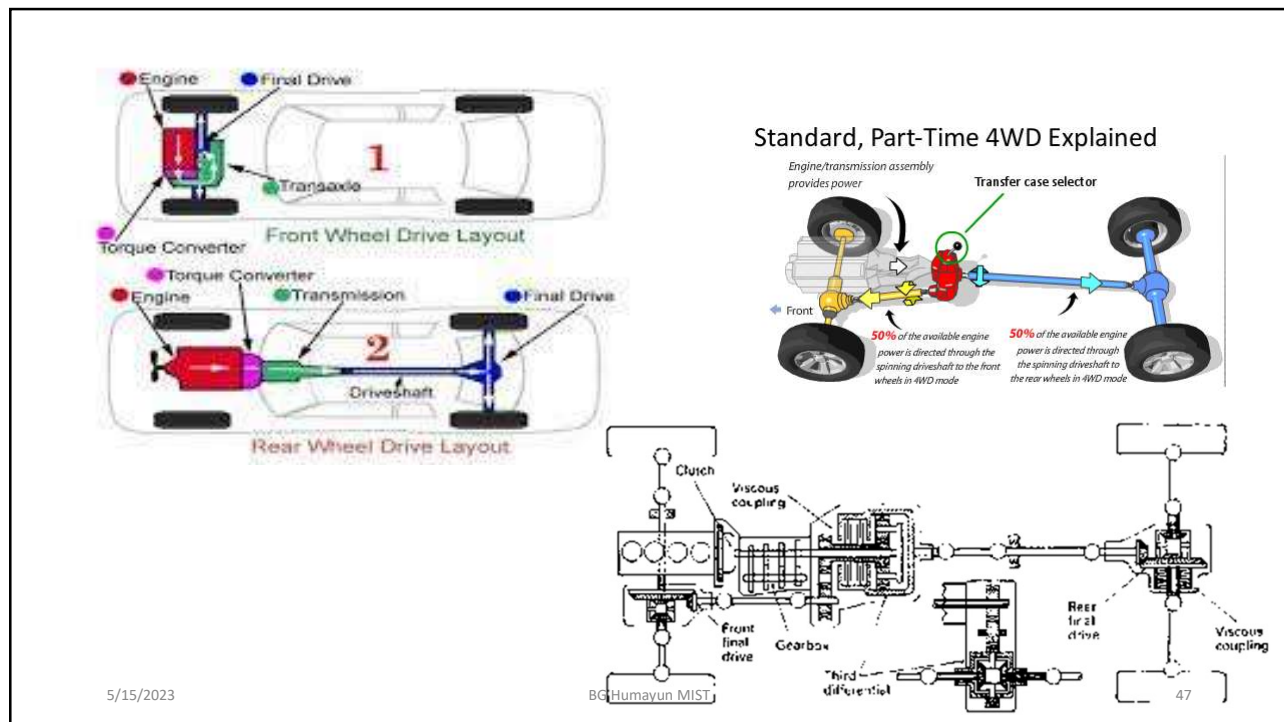 Engine
Final Drive
1
Transaxle
Torque Converter
Front Wheel Drive Layout
Torque Converter
Engine
Transmission
Final Drive
2
Driveshaft
Rear Wheel Drive Layout
Standard, Part-Time 4WD Explained
Engine/transmission assembly
provides power
Transfer case selector
Front
50% of the available engine
power is directed through the
spinning driveshaft to the front
wheels in 4WD mode
50% of the available engine
power is directed through
the spinning driveshaft to
the rear wheels in 4WD mode
Clutch
Viscous
coupling
Front
final
drive
Gearbox
Third
differential
Rear
final
drive
Viscous
coupling
5/15/2023
BG Humayun MIST
47